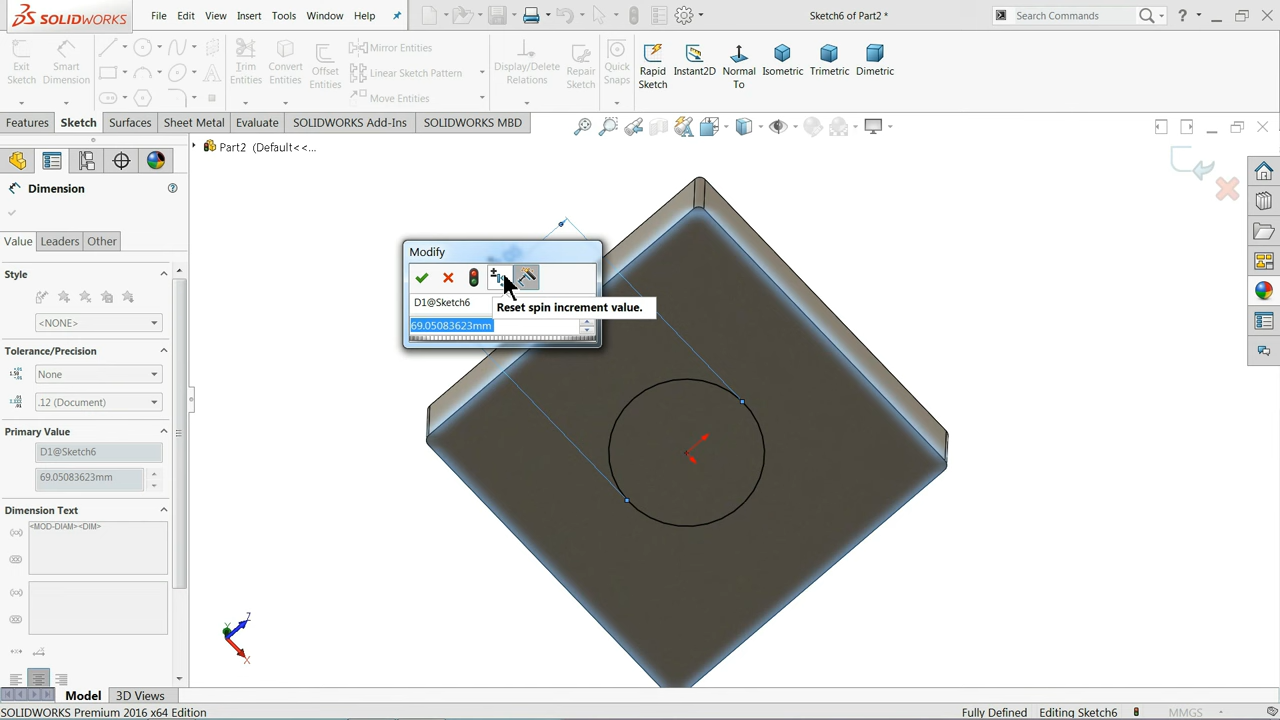 SOLIDWORKS
File Edit View Insert Tools Window Help
Sketch6 of Part2 *
Search Commands
Exit Sketch
Smart Dimension
Trim Entities
Convert Entities
Offset Entities
Mirror Entities
Linear Sketch Pattern
Move Entities
Display/Delete Relations
Repair Sketch
Quick Snaps
Rapid Sketch
Instant2D
Normal To
Isometric
Trimetric
Dimetric
Features Sketch Surfaces Sheet Metal Evaluate SOLIDWORKS Add-Ins SOLIDWORKS MBD
Part2 (Default<<...
Dimension
Value Leaders Other
Style
<NONE>
Tolerance/Precision
None
.12 (Document)
Primary Value
D1@Sketch6
69.05083623mm
Dimension Text
<MOD-DIAM><DIM>
Modify
D1@Sketch6
Reset spin increment value.
69.05083623mm
Y
Z
X
Model 3D Views
SOLIDWORKS Premium 2016 x64 Edition
Fully Defined Editing Sketch6 MMGS